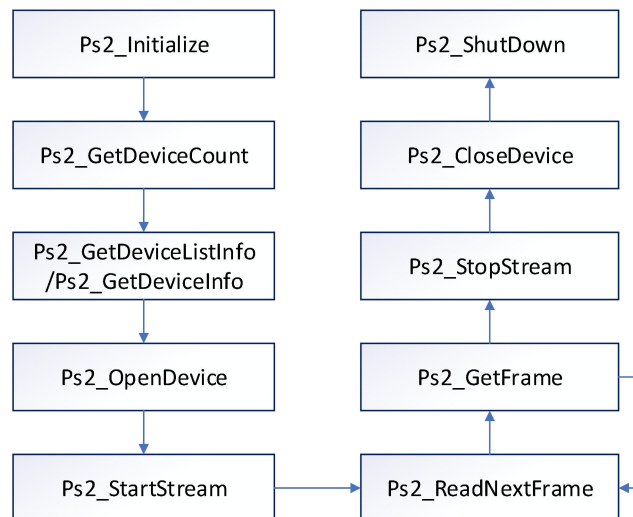 Ps2_Initialize
Ps2_GetDeviceCount
Ps2_GetDeviceListInfo
/Ps2_GetDeviceInfo
Ps2_OpenDevice
Ps2_StartStream
Ps2_ReadNextFrame
Ps2_GetFrame
Ps2_StopStream
Ps2_CloseDevice
Ps2_ShutDown